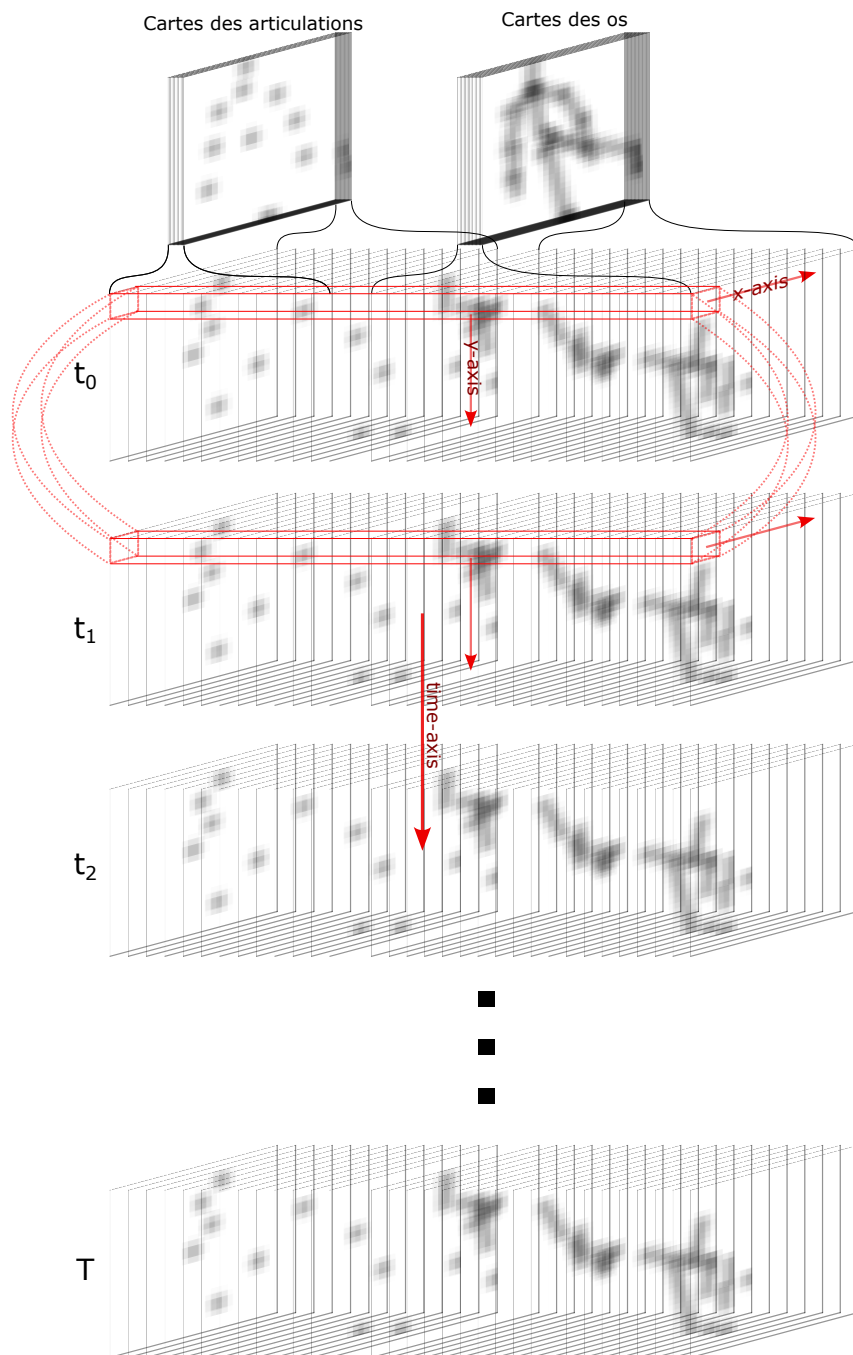 Cartes des articulations
Cartes des os
x-axis
y-axis
t0
t1
time-axis
t2
T